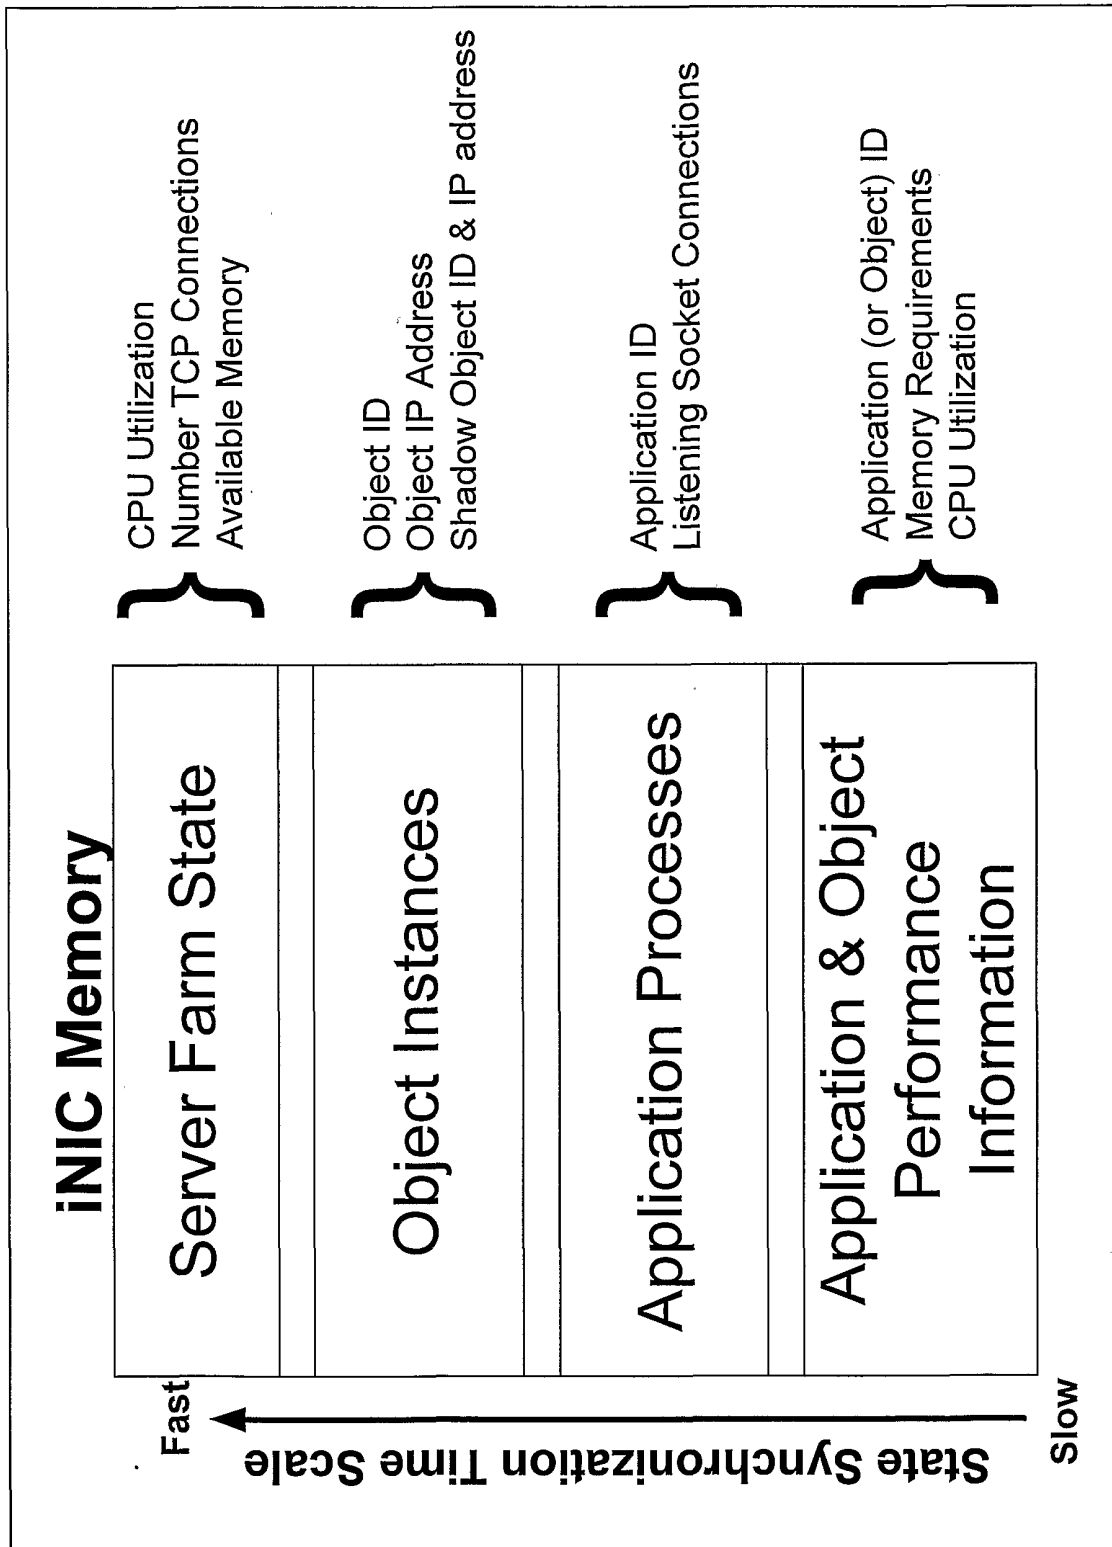 iNIC Memory
Fast
State Synchronization Time Scale
Slow
Server Farm State
CPU Utilization
Number TCP Connections
Available Memory
Object Instances
Object ID
Object IP Address
Shadow Object ID & IP address
Application Processes
Application ID
Listening Socket Connections
Application & Object
Performance
Information
Application (or Object) ID
Memory Requirements
CPU Utilization